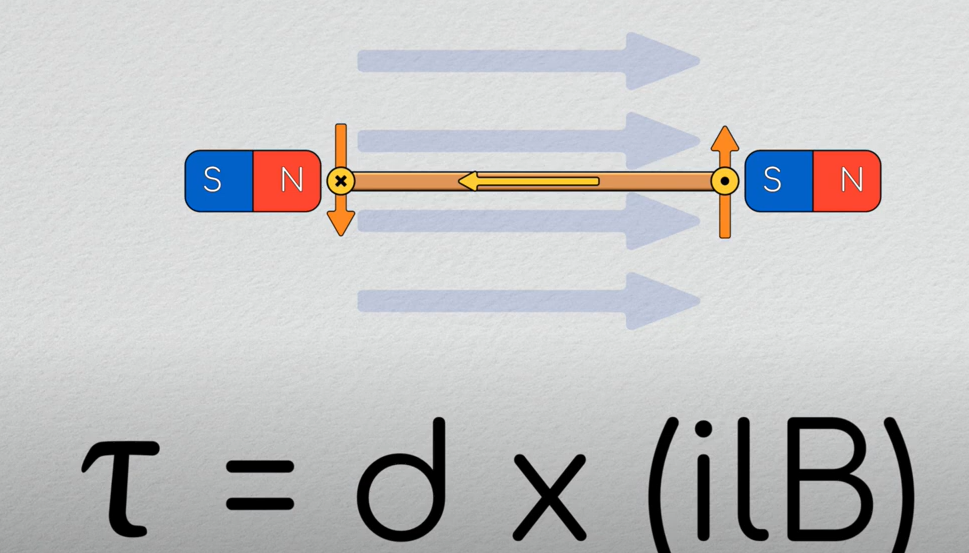 S N S N
τ = d x (ilB)